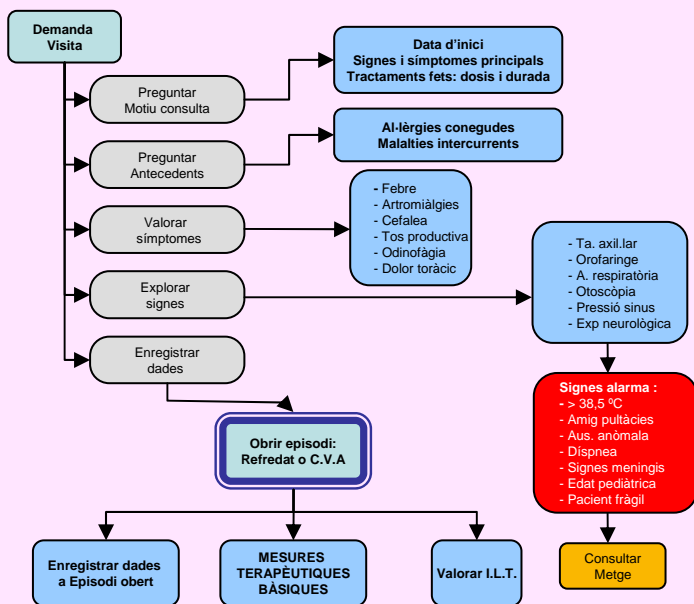 Demanda
Visita
Preguntar
Motiu consulta
Data d'inici
Signes i símptomes principals
Tractaments fets: dosis i durada
Preguntar
Antecedents
Al·lèrgies conegudes
Malalties intercurrents
Valorar
símptomes
- Febre
- Artromiàlgies
- Cefalea
- Tos productiva
- Odinofàgia
- Dolor toràcic
Explorar
signes
- Ta. axil.lar
- Orofaringe
- A. respiratòria
- Otoscòpia
- Pressió sinus
- Exp neurològica
Enregistrar
dades
Signes alarma :
- > 38,5 ºC
- Amig pultàcies
- Aus. anòmala
- Díspnea
- Signes meningis
- Edat pediàtrica
- Pacient fràgil
Obrir episodi:
Refredat o C.V.A
Enregistrar dades
a Episodi obert
MESURES
TERAPÈUTIQUES
BÀSIQUES
Valorar I.L.T.
Consultar
Metge